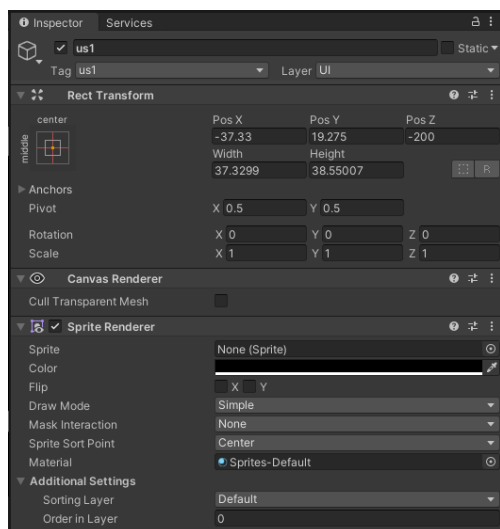 Inspector Services
us1 Static
Tag us1 Layer UI
Rect Transform
center Pos X Pos Y Pos Z
middle -37.33 19.275 -200
Width Height
37.3299 38.55007 R
Anchors
Pivot X 0.5 Y 0.5
Rotation X 0 Y 0 Z 0
Scale X 1 Y 1 Z 1
Canvas Renderer
Cull Transparent Mesh
Sprite Renderer
Sprite None (Sprite)
Color
Flip X Y
Draw Mode Simple
Mask Interaction None
Sprite Sort Point Center
Material Sprites-Default
Additional Settings
Sorting Layer Default
Order in Layer 0